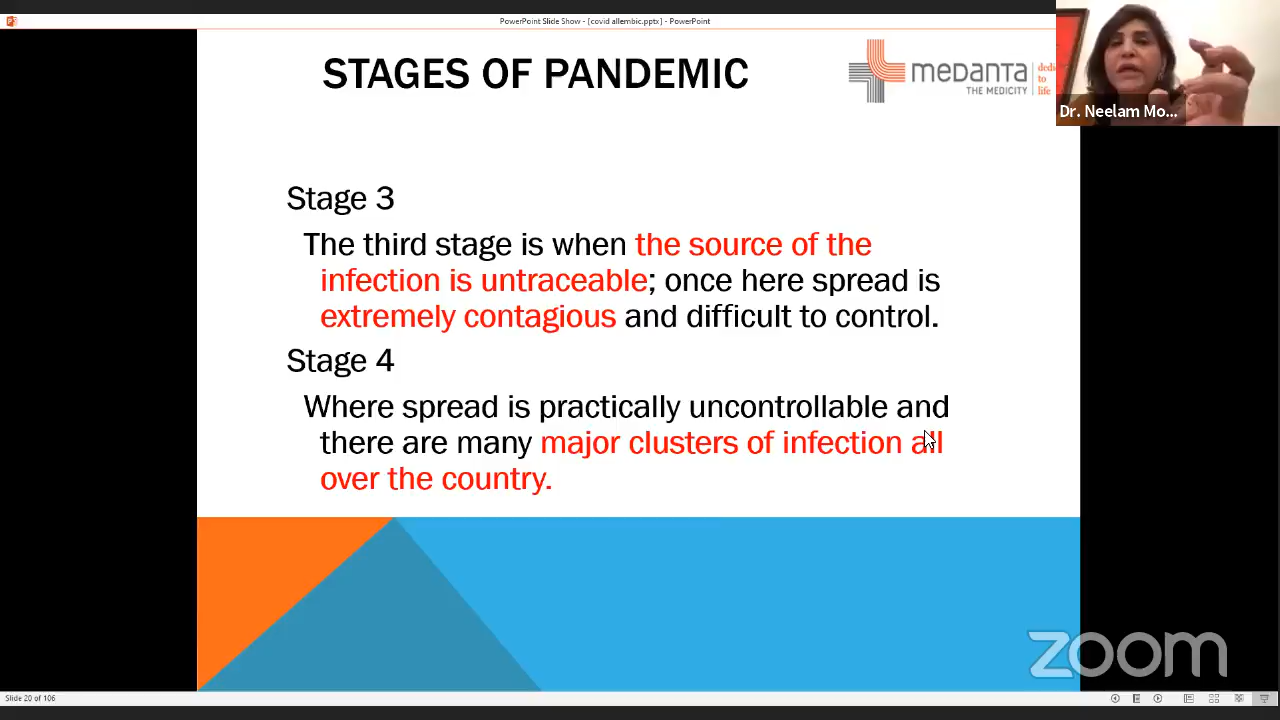 PowerPoint Slide Show - [covid allembic.pptx] - PowerPoint
STAGES OF PANDEMIC
medanta
THE MEDICITY
dedi
to
life
Dr. Neelam Mo...
Stage 3
The third stage is when the source of the
infection is untraceable; once here spread is
extremely contagious and difficult to control.
Stage 4
Where spread is practically uncontrollable and
there are many major clusters of infection all
over the country.
zoom
Slide 20 of 106